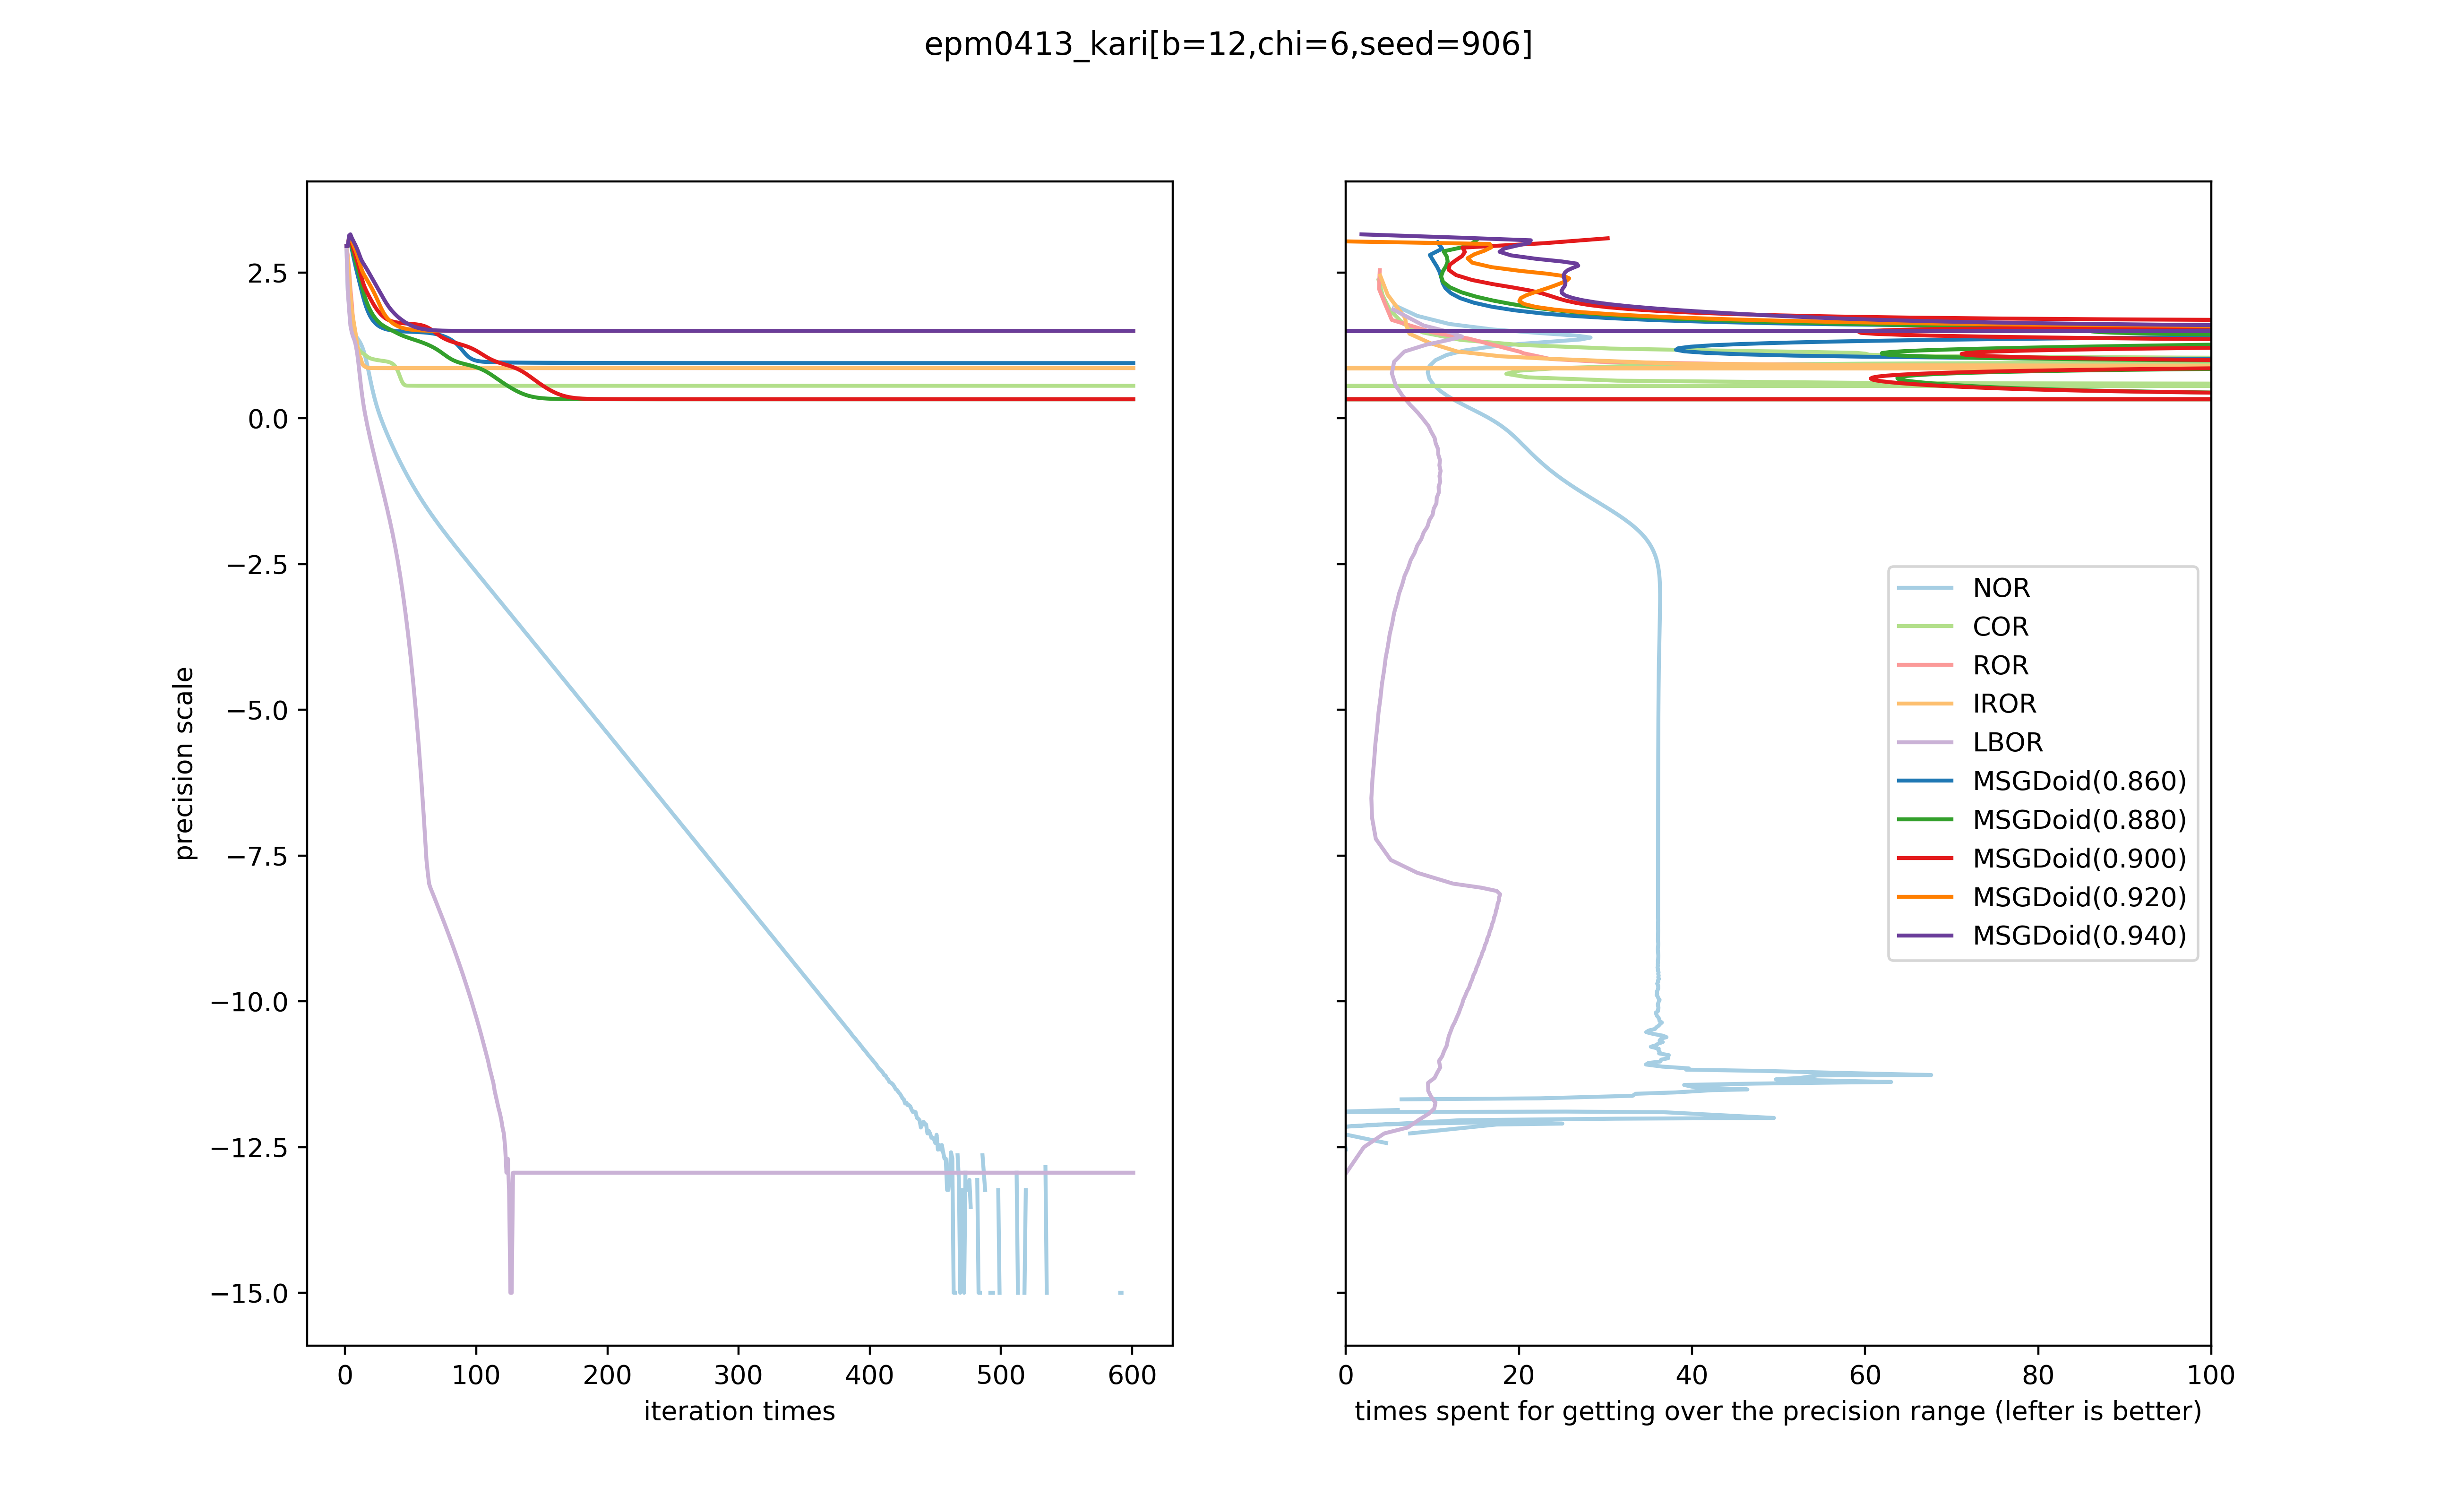 epm0413_kari[b=12,chi=6,seed=906]
precision scale
2.5
0.0
−2.5
−5.0
−7.5
−10.0
−12.5
−15.0
0 100 200 300 400 500 600
iteration times
NOR
COR
ROR
IROR
LBOR
MSGDoid(0.860)
MSGDoid(0.880)
MSGDoid(0.900)
MSGDoid(0.920)
MSGDoid(0.940)
0 20 40 60 80 100
times spent for getting over the precision range (lefter is better)